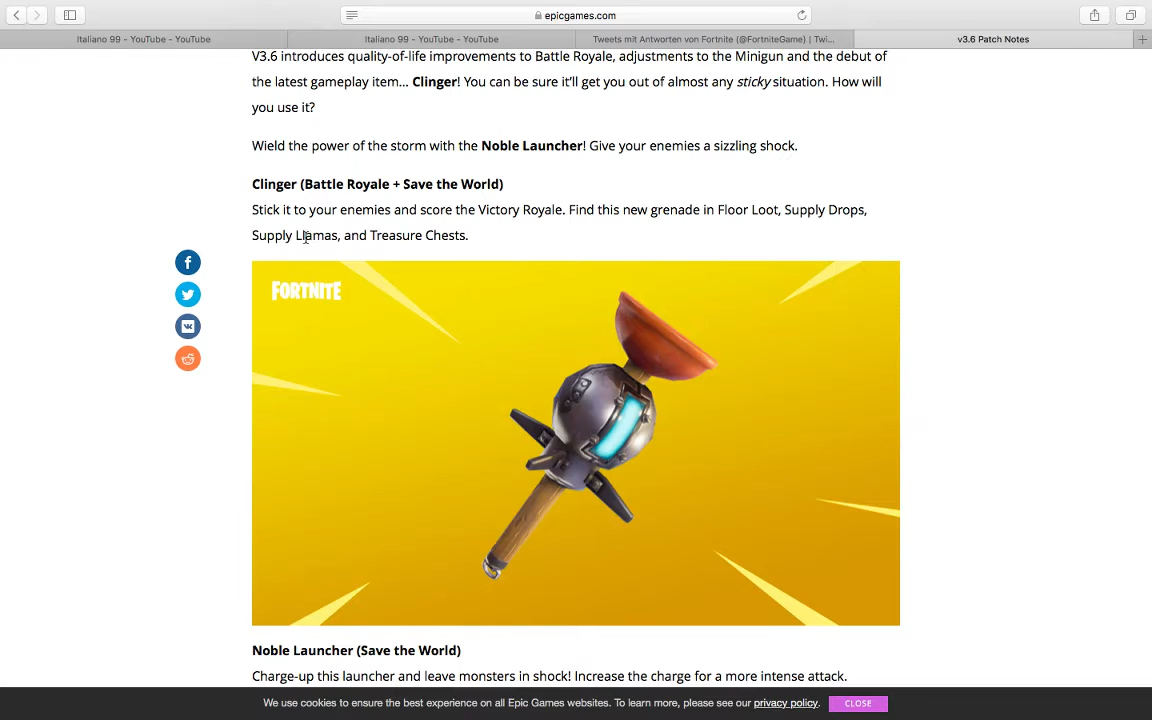 epicgames.com
Italiano 99 - YouTube - YouTube
Italiano 99 - YouTube - YouTube
Tweets mit Antworten von Fortnite (@FortniteGame) | Twi...
v3.6 Patch Notes
V3.6 introduces quality-of-life improvements to Battle Royale, adjustments to the Minigun and the debut of
the latest gameplay item... Clinger! You can be sure it'll get you out of almost any sticky situation. How will
you use it?
Wield the power of the storm with the Noble Launcher! Give your enemies a sizzling shock.
Clinger (Battle Royale + Save the World)
Stick it to your enemies and score the Victory Royale. Find this new grenade in Floor Loot, Supply Drops,
Supply Llamas, and Treasure Chests.
FORTNITE
Noble Launcher (Save the World)
Charge-up this launcher and leave monsters in shock! Increase the charge for a more intense attack.
We use cookies to ensure the best experience on all Epic Games websites. To learn more, please see our privacy policy.
CLOSE